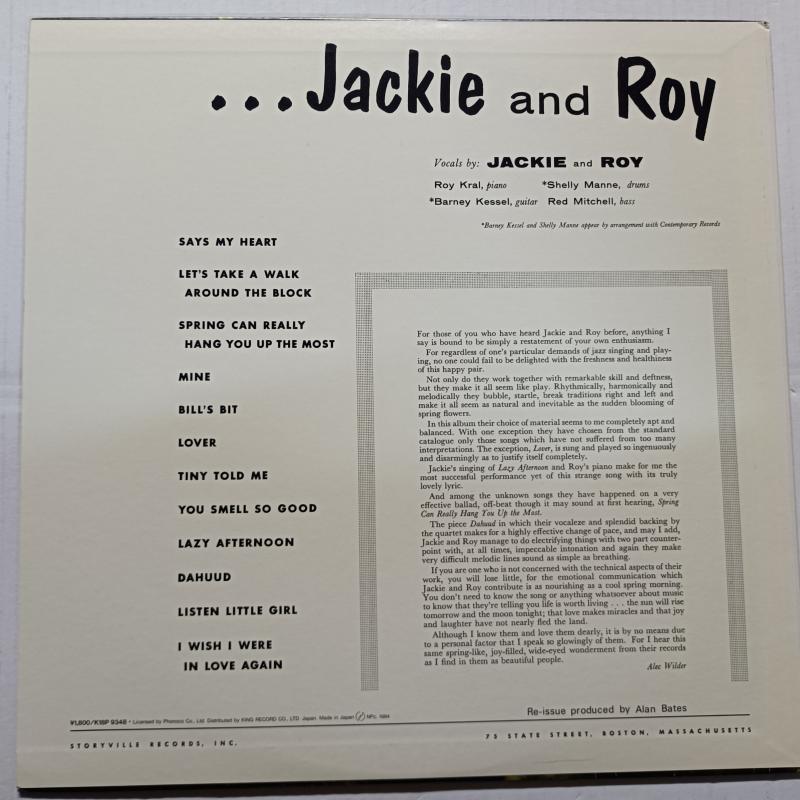 ...Jackie and Roy
Vocals by: JACKIE and ROY
Roy Kral, piano *Shelly Manne, drums
*Barney Kessel, guitar Red Mitchell, bass
*Barney Kessel and Shelly Manne appear by arrangement with Contemporary Records
SAYS MY HEART
LET'S TAKE A WALK
AROUND THE BLOCK
SPRING CAN REALLY
HANG YOU UP THE MOST
MINE
BILL'S BIT
LOVER
TINY TOLD ME
YOU SMELL SO GOOD
LAZY AFTERNOON
DAHUUD
LISTEN LITTLE GIRL
I WISH I WERE
IN LOVE AGAIN
For those of you who have heard Jackie and Roy before, anything I
say is bound to be simply a restatement of your own enthusiasm.
For regardless of one's particular demands of jazz singing and play-
ing, no one could fail to be delighted with the freshness and healthiness
of this happy pair.
Not only do they work together with remarkable skill and deftness,
but they make it all seem like play. Rhythmically, harmonically and
melodically they bubble, startle, break traditions right and left and
make it all seem as natural and inevitable as the sudden blooming of
spring flowers.
In this album their choice of material seems to me completely apt and
balanced. With one exception they have chosen from the standard
catalogue only those songs which have not suffered from too many
interpretations. The exception, Lover, is sung and played so ingenuously
and disarmingly as to justify itself completely.
Jackie's singing of Lazy Afternoon and Roy's piano make for me the
most successful performance yet of this strange song with its truly
lovely lyric.
And among the unknown songs they have happened on a very
effective ballad, off-beat though it may sound at first hearing, Spring
Can Really Hang You Up the Most.
The piece Dahuud in which their vocaleze and splendid backing by
the quartet makes for a highly effective change of pace, and may I add,
Jackie and Roy manage to do electrifying things with two part counter-
point with, at all times, impeccable intonation and again they make
very difficult melodic lines sound as simple as breathing.
If you are one who is not concerned with the technical aspects of their
work, you will lose little, for the emotional communication which
Jackie and Roy contribute is as nourishing as a cool spring morning.
You don't need to know the song or anything whatsoever about music
to know that they're telling you life is worth living . . . the sun will rise
tomorrow and the moon tonight; that love makes miracles and that joy
and laughter have not nearly fled the land.
Although I know them and love them dearly, it is by no means due
to a personal factor that I speak so glowingly of them. For I hear this
same spring-like, joy-filled, wide-eyed wonderment from their records
as I find in them as beautiful people.
Alec Wilder
Re-issue produced by Alan Bates
¥1,800/K18P 9348 • Licensed by Phonoco Co., Ltd. Distributed by KING RECORD CO., LTD Japan. Made in Japan
STORYVILLE RECORDS, INC.
75 STATE STREET, BOSTON, MASSACHUSETTS